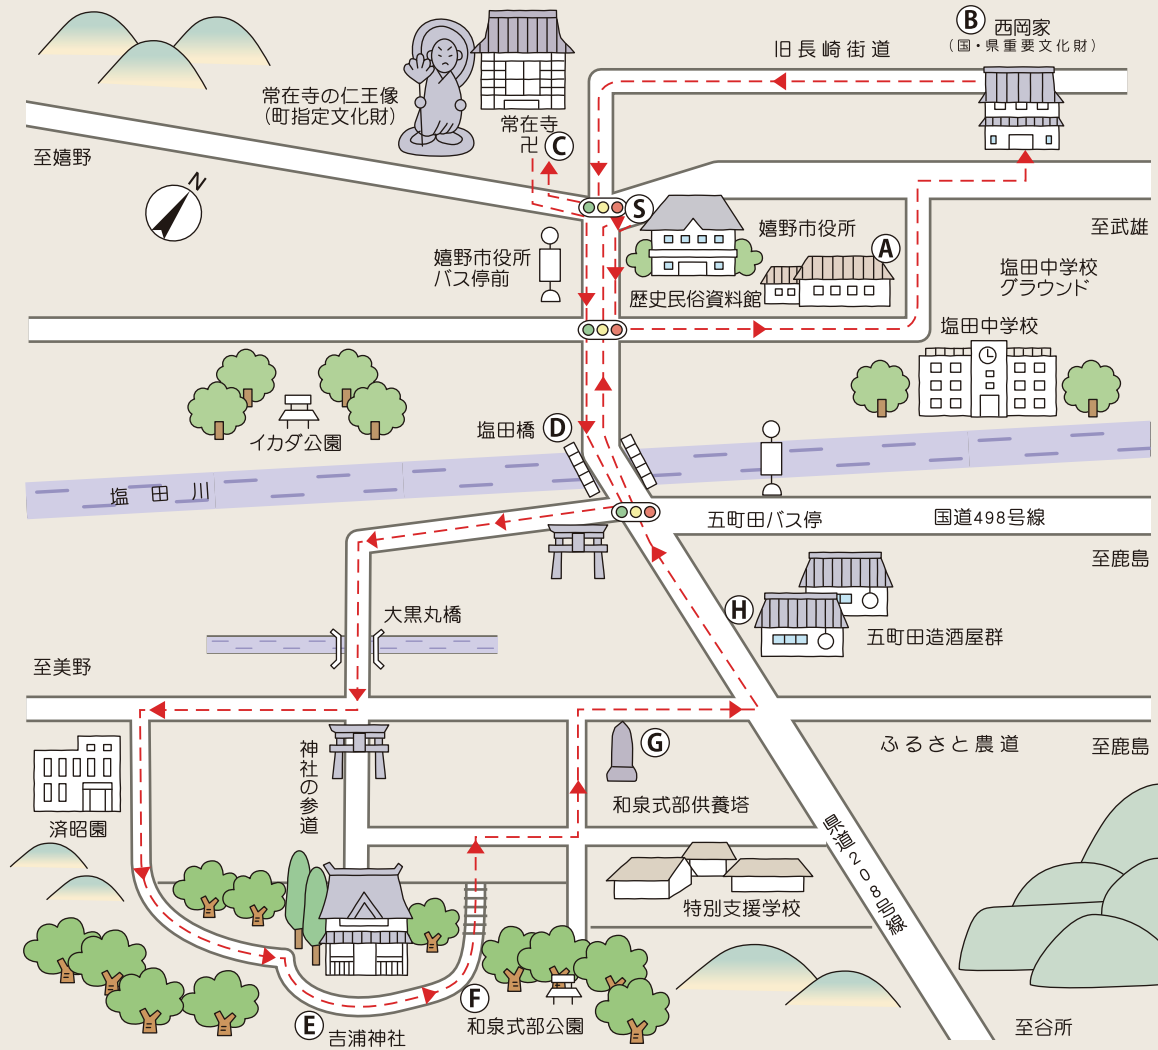 B
西岡家
(国・県重要文化財)
旧長崎街道
常在寺の仁王像
(町指定文化財)
常在寺
卍
C
至嬉野
N
S
嬉野市役所
A
至武雄
嬉野市役所
バス停前
歴史民俗資料館
塩田中学校
グラウンド
塩田中学校
イカダ公園
塩田橋
D
塩田川
五町田バス停
国道498号線
至鹿島
H
五町田造酒屋群
大黒丸橋
至美野
神社の参道
G
和泉式部供養塔
ふるさと農道
至鹿島
済昭園
県道208号線
特別支援学校
F
和泉式部公園
E
吉浦神社
至谷所